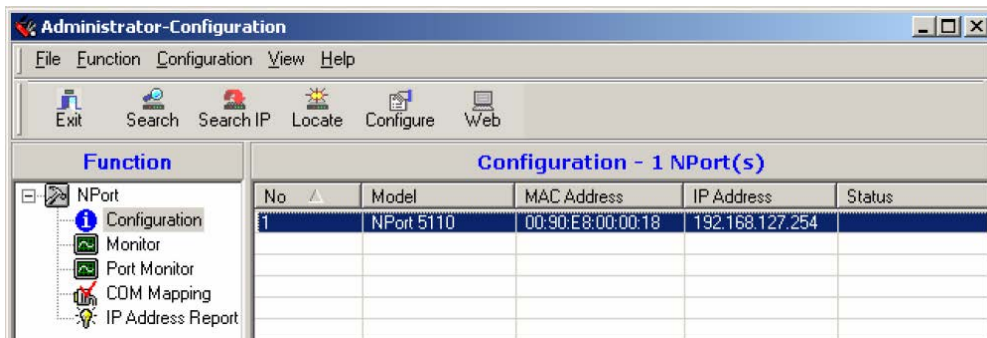 Administrator-Configuration
File Function Configuration View Help
Exit Search Search IP Locate Configure Web
Function
Configuration - 1 NPort(s)
NPort
Configuration
Monitor
Port Monitor
COM Mapping
IP Address Report
No Model MAC Address IP Address Status
1 NPort 5110 00:90:E8:00:00:18 192.168.127.254